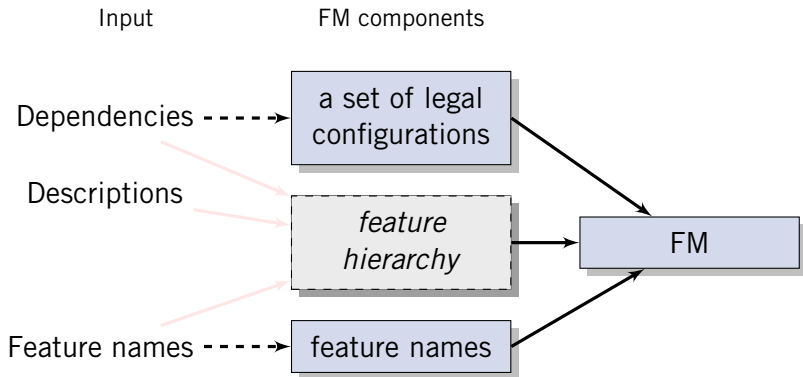 Input
FM components
Dependencies
a set of legal
configurations
Descriptions
feature
hierarchy
FM
Feature names
feature names